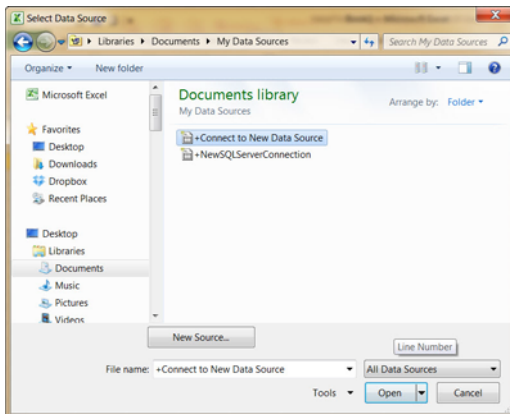 Select Data Source
Libraries ▸ Documents ▸ My Data Sources
Search My Data Sources
Organize
New folder
Microsoft Excel
Favorites
Desktop
Downloads
Dropbox
Recent Places
Desktop
Libraries
Documents
Music
Pictures
Videos
Documents library
My Data Sources
Arrange by: Folder
+Connect to New Data Source
+NewSQLServerConnection
New Source...
Line Number
File name: +Connect to New Data Source
All Data Sources
Tools
Open
Cancel